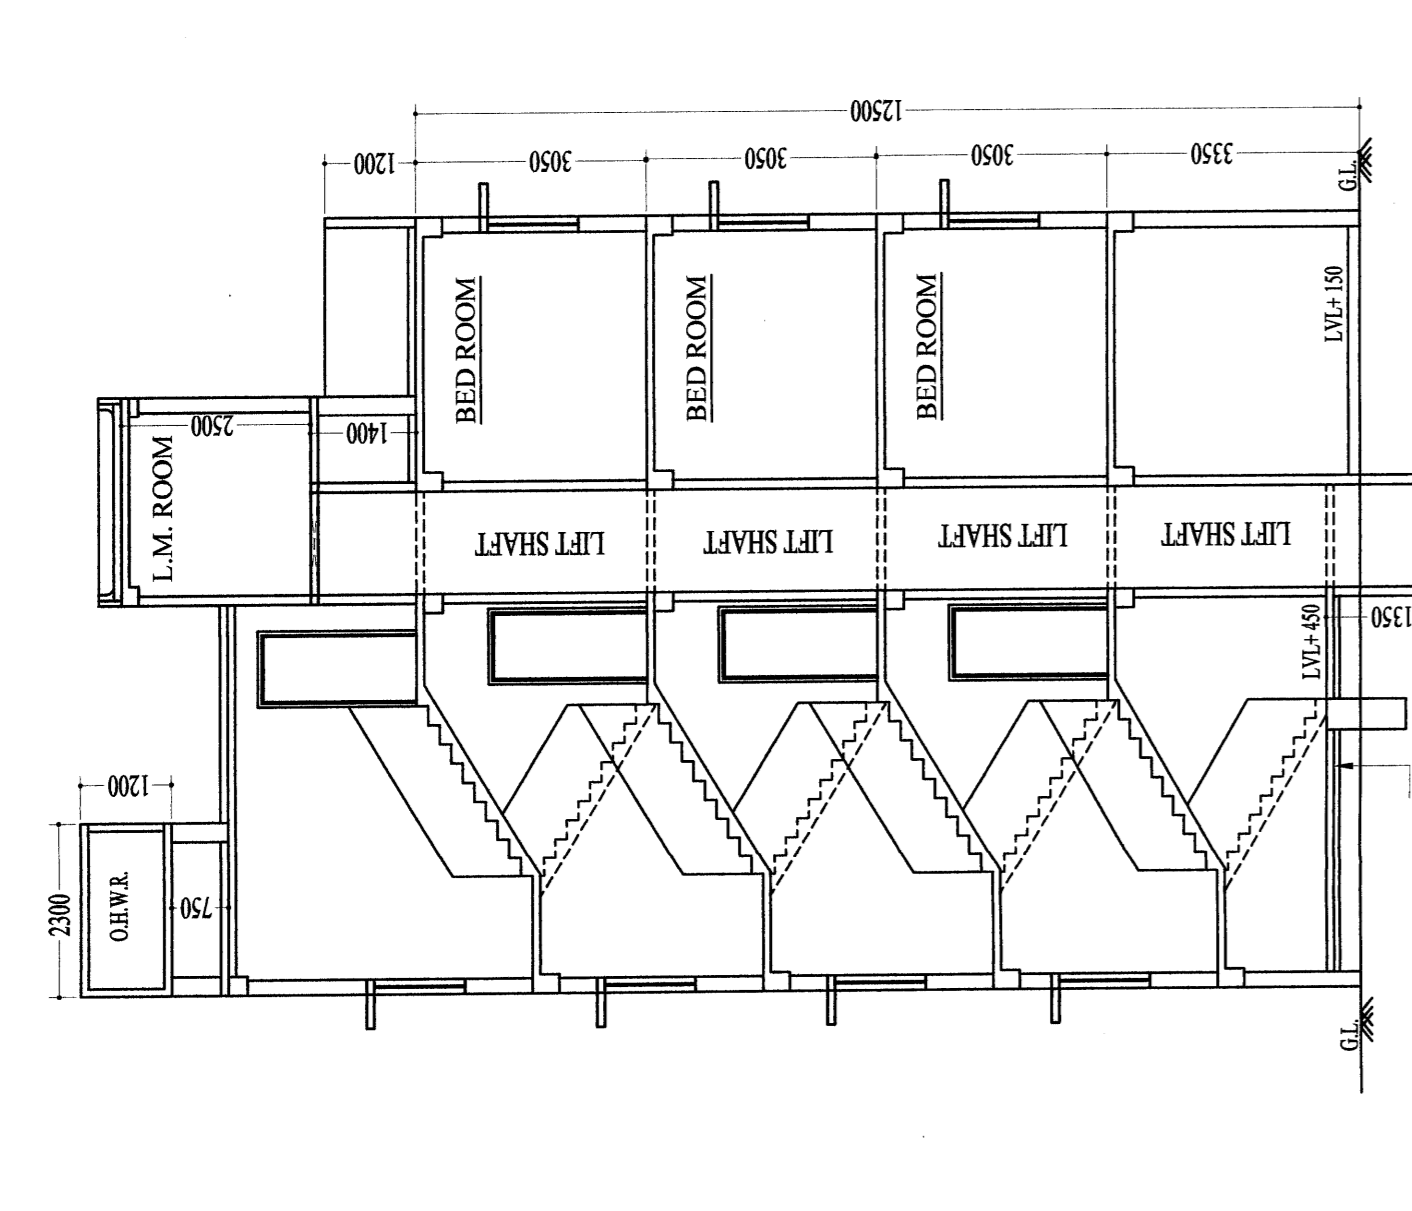 12500
1200
3050
3050
3050
3350
G.L.
BED ROOM
BED ROOM
BED ROOM
LVL+ 150
2500
1400
L.M. ROOM
LIFT SHAFT
LIFT SHAFT
LIFT SHAFT
LIFT SHAFT
LVL+ 450
1350
1200
2300
O.H.W.R.
750
G.L.